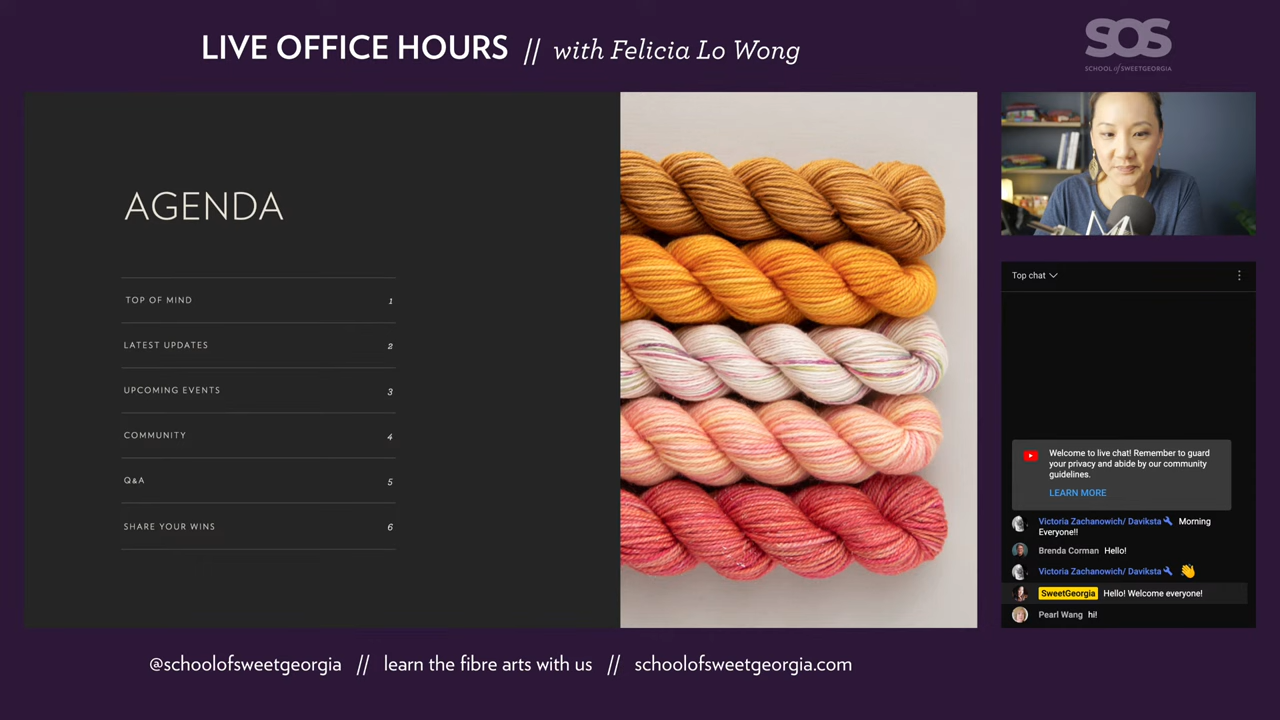 LIVE OFFICE HOURS // with Felicia Lo Wong
SOS
SCHOOL of SWEETGEORGIA
AGENDA
TOP OF MIND 1
LATEST UPDATES 2
UPCOMING EVENTS 3
COMMUNITY 4
Q&A 5
SHARE YOUR WINS 6
Top chat
Welcome to live chat! Remember to guard
your privacy and abide by our community
guidelines.
LEARN MORE
Victoria Zachanowich/ Daviksta Morning
Everyone!!
Brenda Corman Hello!
Victoria Zachanowich/ Daviksta 👋
SweetGeorgia Hello! Welcome everyone!
Pearl Wang hi!
@schoolofsweetgeorgia // learn the fibre arts with us // schoolofsweetgeorgia.com